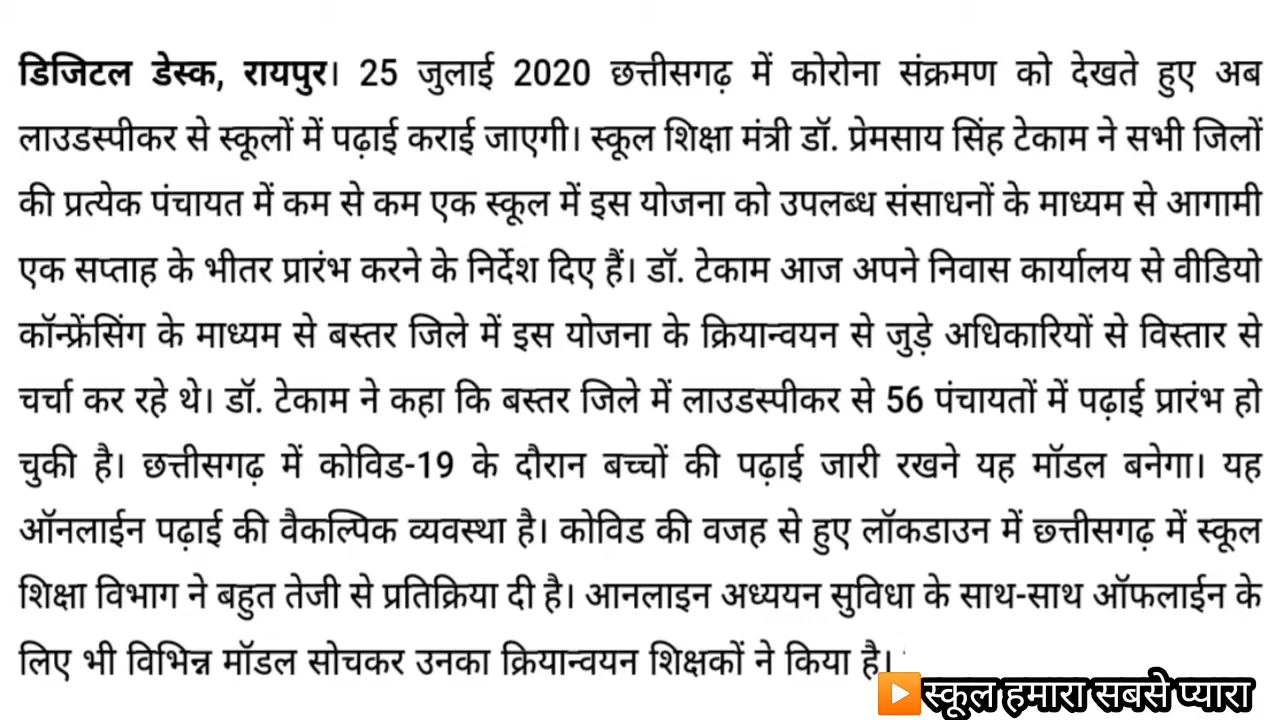 डिजिटल डेस्क, रायपुर। 25 जुलाई 2020 छत्तीसगढ़ में कोरोना संक्रमण को देखते हुए अब
लाउडस्पीकर से स्कूलों में पढ़ाई कराई जाएगी। स्कूल शिक्षा मंत्री डॉ. प्रेमसाय सिंह टेकाम ने सभी जिलों
की प्रत्येक पंचायत में कम से कम एक स्कूल में इस योजना को उपलब्ध संसाधनों के माध्यम से आगामी
एक सप्ताह के भीतर प्रारंभ करने के निर्देश दिए हैं। डॉ. टेकाम आज अपने निवास कार्यालय से वीडियो
कॉन्फ्रेंसिंग के माध्यम से बस्तर जिले में इस योजना के क्रियान्वयन से जुड़े अधिकारियों से विस्तार से
चर्चा कर रहे थे। डॉ. टेकाम ने कहा कि बस्तर जिले में लाउडस्पीकर से 56 पंचायतों में पढ़ाई प्रारंभ हो
चुकी है। छत्तीसगढ़ में कोविड-19 के दौरान बच्चों की पढ़ाई जारी रखने यह मॉडल बनेगा। यह
ऑनलाईन पढ़ाई की वैकल्पिक व्यवस्था है। कोविड की वजह से हुए लॉकडाउन में छत्तीसगढ़ में स्कूल
शिक्षा विभाग ने बहुत तेजी से प्रतिक्रिया दी है। आनलाइन अध्ययन सुविधा के साथ-साथ ऑफलाईन के
लिए भी विभिन्न मॉडल सोचकर उनका क्रियान्वयन शिक्षकों ने किया है।
स्कूल हमारा सबसे प्यारा